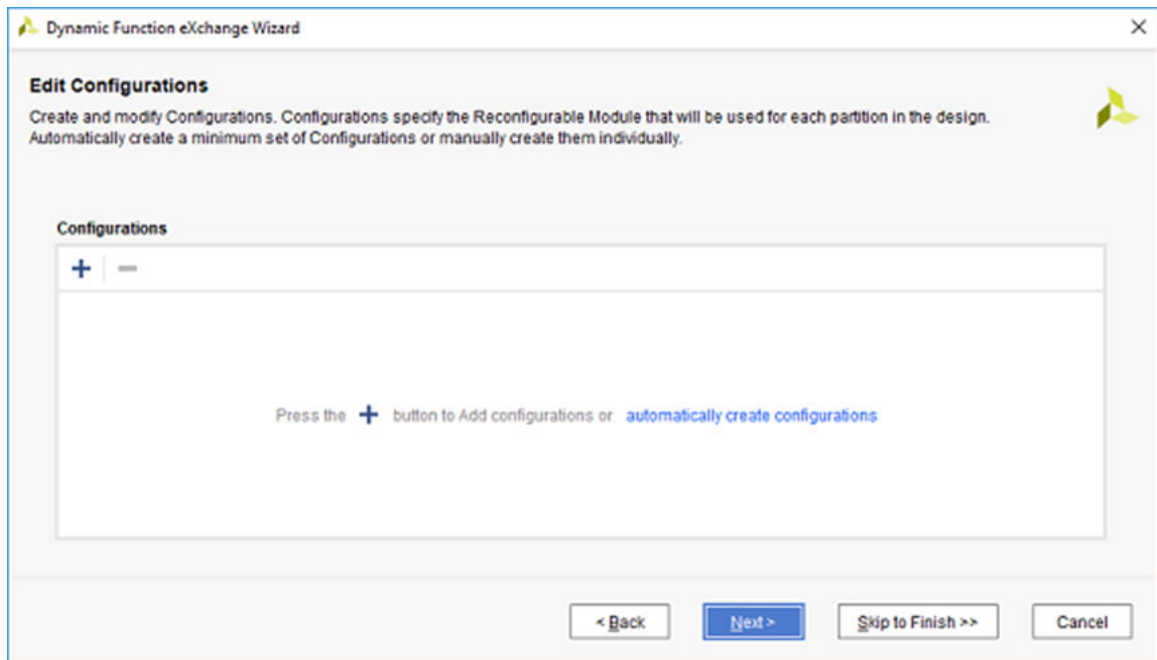 Dynamic Function eXchange Wizard
Edit Configurations
Create and modify Configurations. Configurations specify the Reconfigurable Module that will be used for each partition in the design.
Automatically create a minimum set of Configurations or manually create them individually.
Configurations
Press the + button to Add configurations or automatically create configurations
< Back Next > Skip to Finish >> Cancel